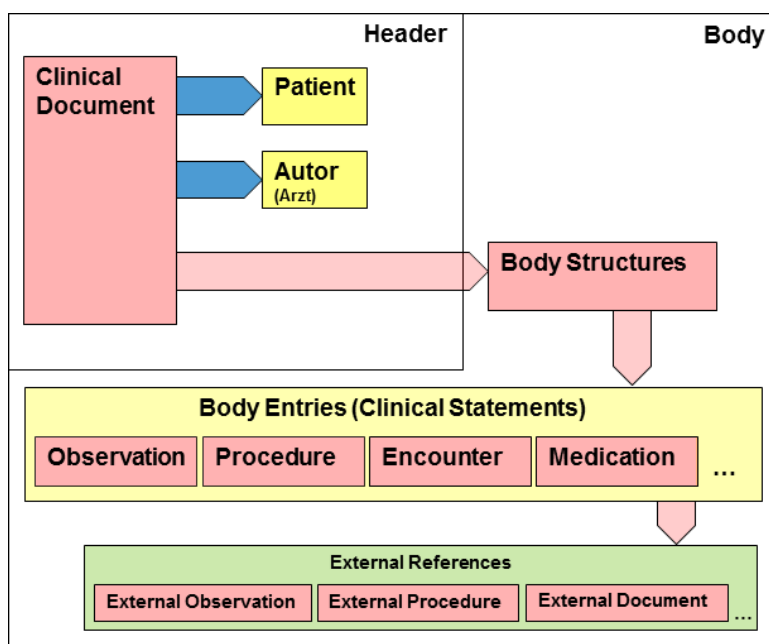 Header
Body
Clinical
Document
Patient
Autor
(Arzt)
Body Structures
Body Entries (Clinical Statements)
Observation
Procedure
Encounter
Medication
...
External References
External Observation
External Procedure
External Document
...